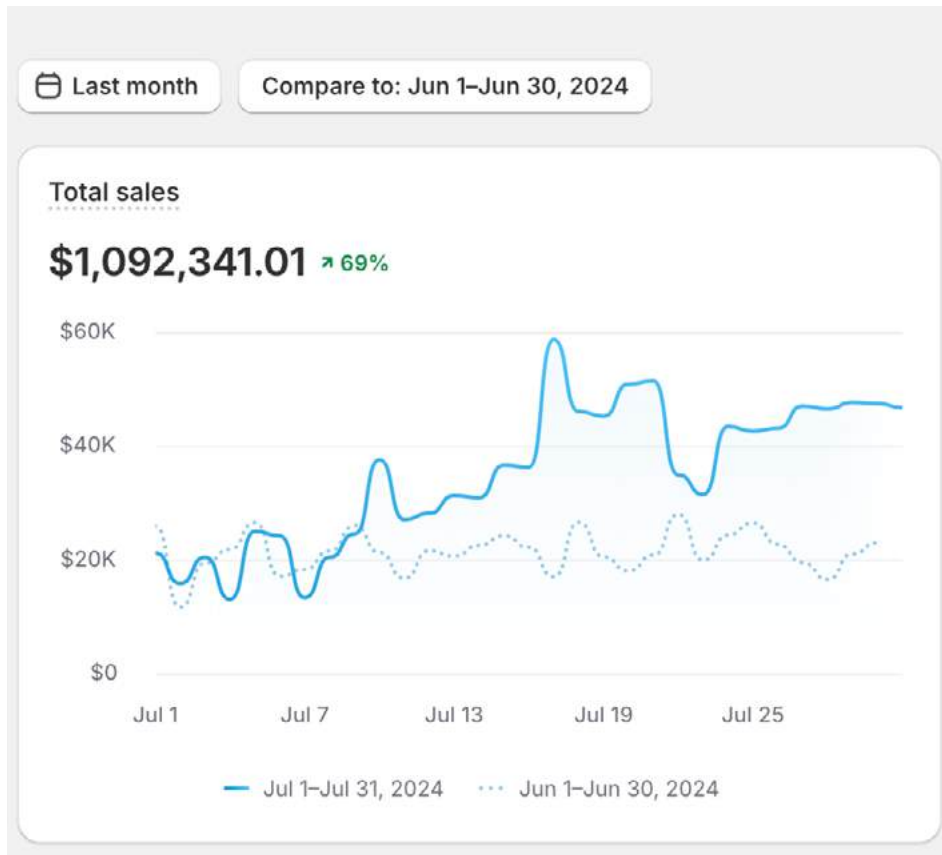 Last month
Compare to: Jun 1–Jun 30, 2024
Total sales
$1,092,341.01 ↗ 69%
$60K
$40K
$20K
$0
Jul 1 Jul 7 Jul 13 Jul 19 Jul 25
Jul 1–Jul 31, 2024 Jun 1–Jun 30, 2024